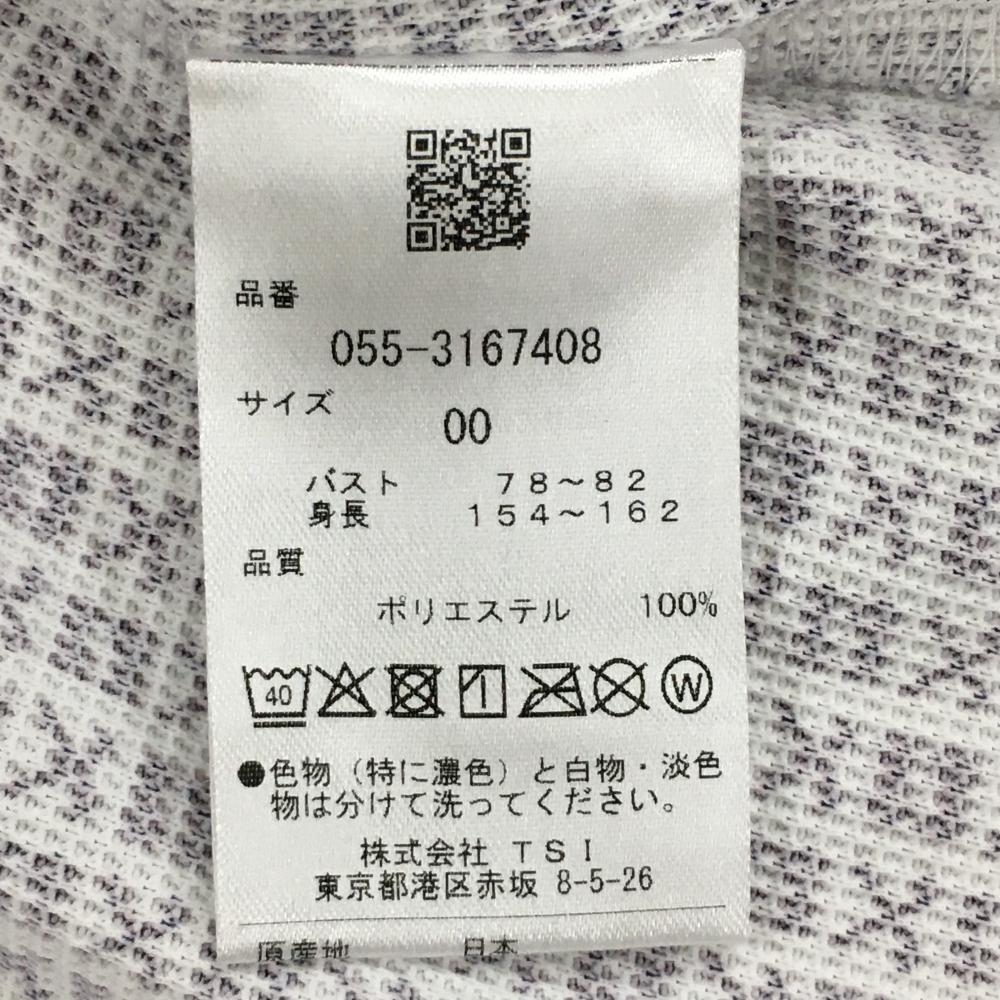 品番
055-3167408
サイズ
00
バスト 78～82
身長 154～162
品質
ポリエステル 100%
40
W
●色物（特に濃色）と白物・淡色
物は分けて洗ってください。
株式会社 TSI
東京都港区赤坂 8-5-26
原産地 日本